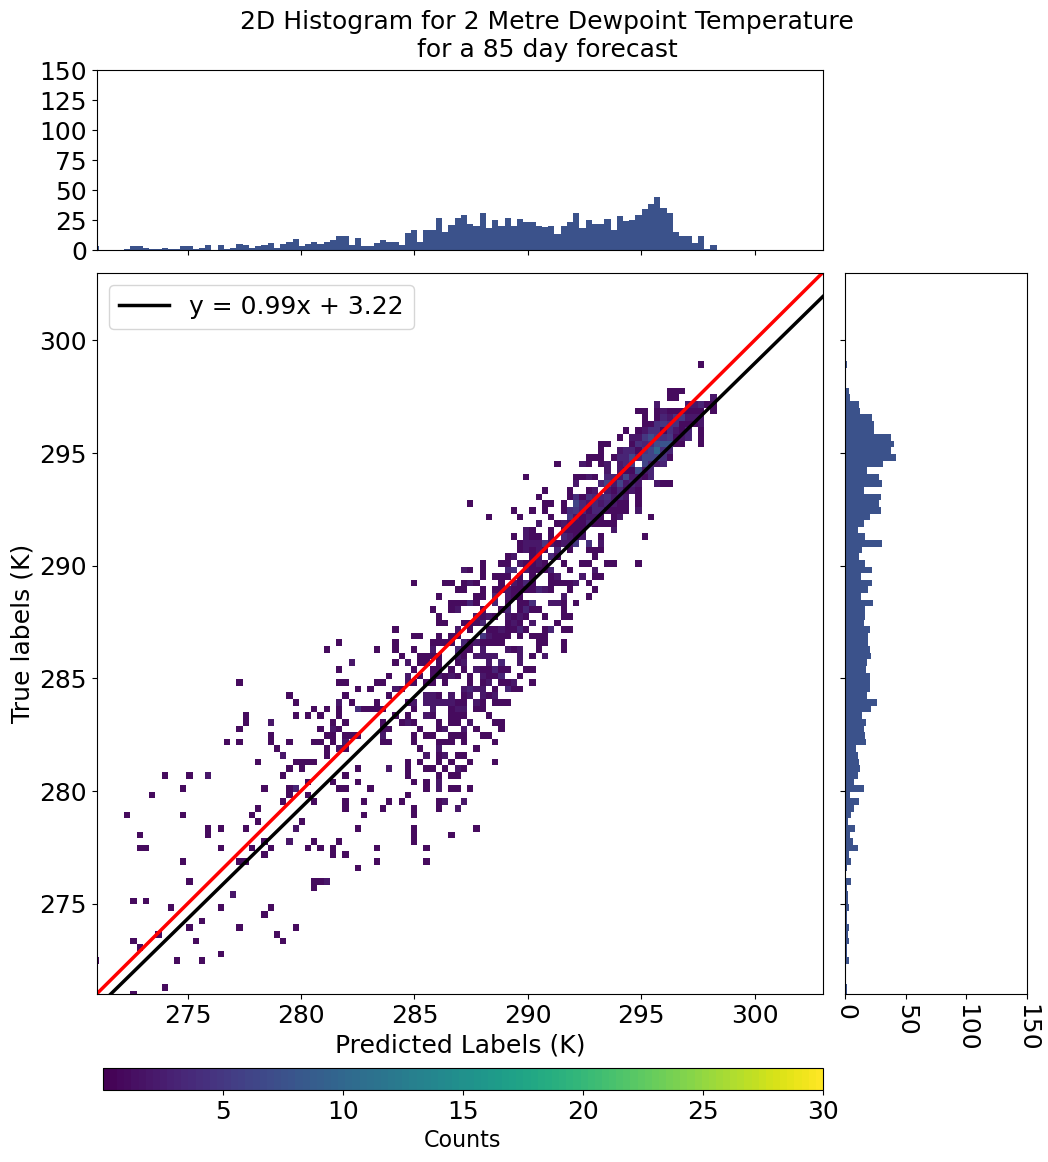 2D Histogram for 2 Metre Dewpoint Temperature
for a 85 day forecast
150
125
100
75
50
25
0
y = 0.99x + 3.22
300
295
290
285
280
275
True labels (K)
275 280 285 290 295 300
Predicted Labels (K)
0 50 100 150
5 10 15 20 25 30
Counts